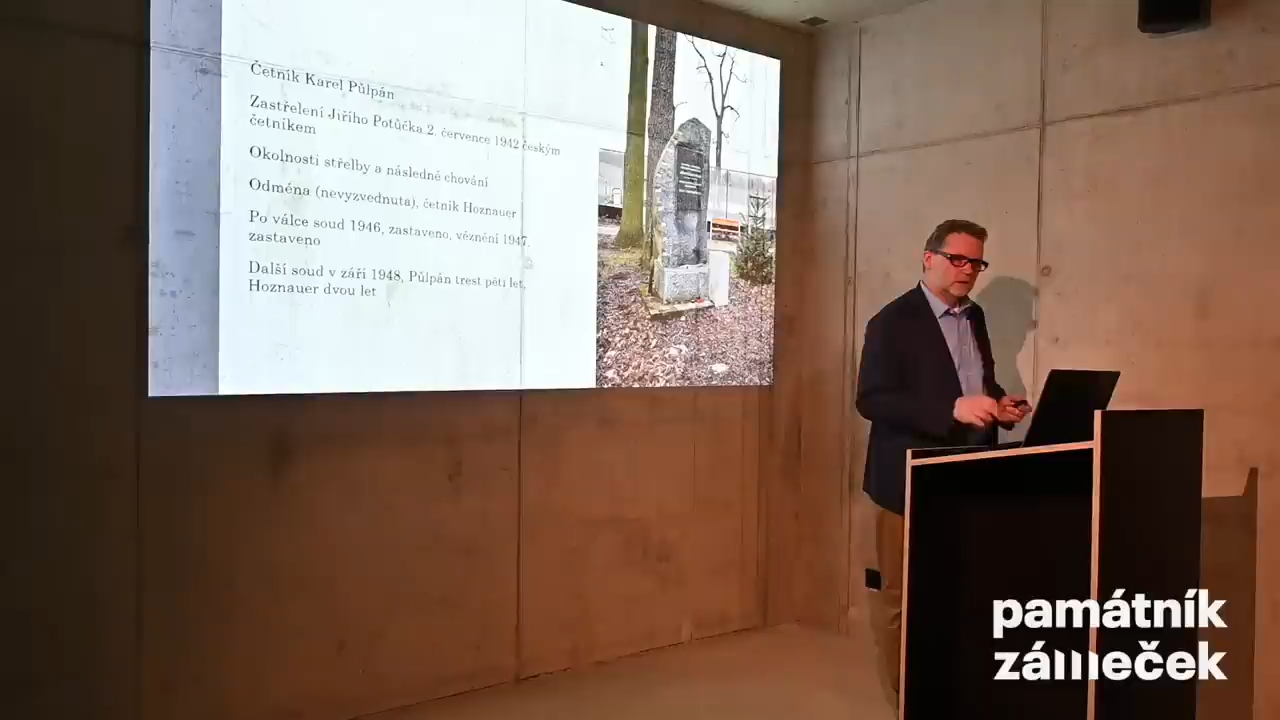 Četník Karel Půlpán
Zastřelení Jiřího Potůčka 2. července 1942 českým
četníkem
Okolnosti střelby a následné chování
Odměna (nevyzvednuta), četník Hoznauer
Po válce soud 1946, zastaveno, věznění 1947,
zastaveno
Další soud v září 1948, Půlpán trest pěti let,
Hoznauer dvou let
památník
zámeček